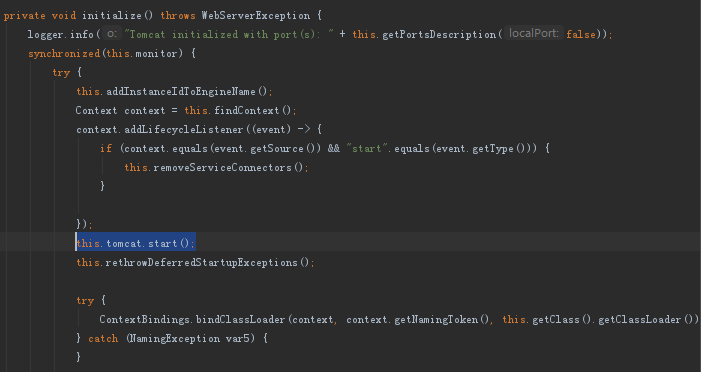 private void initialize() throws WebServerException {
logger.info( o: "Tomcat initialized with port(s): " + this.getPortsDescription( localPort: false));
synchronized(this.monitor) {
try {
this.addInstanceIdToEngineName();
Context context = this.findContext();
context.addLifecycleListener((event) -> {
if (context.equals(event.getSource()) && "start".equals(event.getType())) {
this.removeServiceConnectors();
}
});
this.tomcat.start();
this.rethrowDeferredStartupExceptions();
try {
ContextBindings.bindClassLoader(context, context.getNamingToken(), this.getClass().getClassLoader())
} catch (NamingException var5) {
}